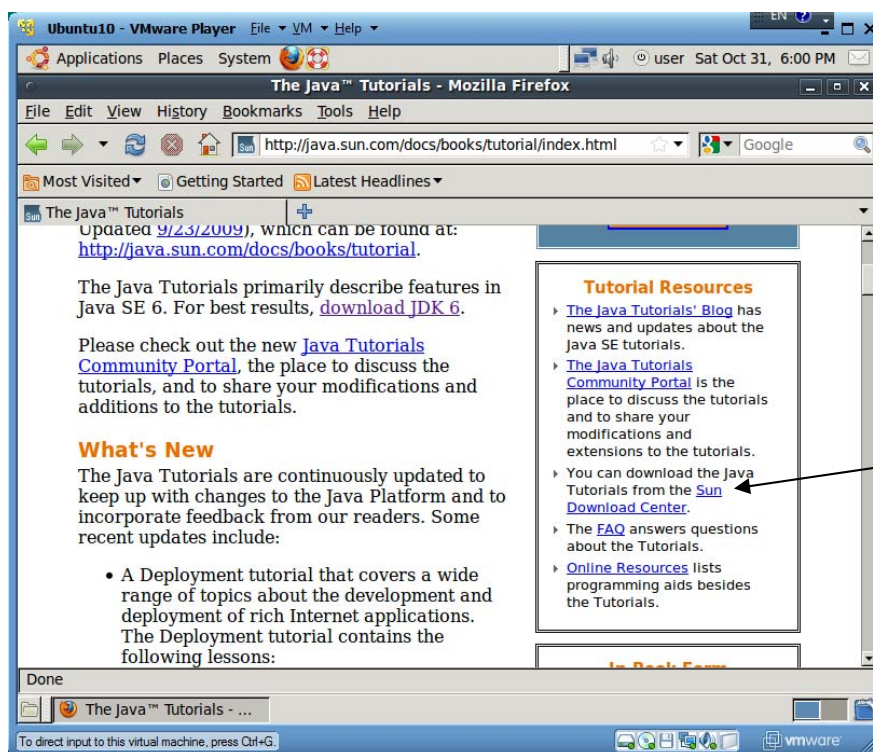 Ubuntu10 - VMware Player File VM Help
EN
Applications Places System user Sat Oct 31, 6:00 PM
The Java™ Tutorials - Mozilla Firefox
File Edit View History Bookmarks Tools Help
Sun http://java.sun.com/docs/books/tutorial/index.html Google
Most Visited Getting Started Latest Headlines
Sun The Java™ Tutorials
Updated 9/23/2009), which can be found at:
http://java.sun.com/docs/books/tutorial.
The Java Tutorials primarily describe features in
Java SE 6. For best results, download JDK 6.
Please check out the new Java Tutorials
Community Portal, the place to discuss the
tutorials, and to share your modifications and
additions to the tutorials.
What's New
The Java Tutorials are continuously updated to
keep up with changes to the Java Platform and to
incorporate feedback from our readers. Some
recent updates include:
• A Deployment tutorial that covers a wide
range of topics about the development and
deployment of rich Internet applications.
The Deployment tutorial contains the
following lessons:
Tutorial Resources
The Java Tutorials' Blog has
news and updates about the
Java SE tutorials.
The Java Tutorials
Community Portal is the
place to discuss the tutorials
and to share your
modifications and
extensions to the tutorials.
You can download the Java
Tutorials from the Sun
Download Center.
The FAQ answers questions
about the Tutorials.
Online Resources lists
programming aids besides
the Tutorials.
In Book Form
Done
The Java™ Tutorials - ...
To direct input to this virtual machine, press Ctrl+G.
vmware